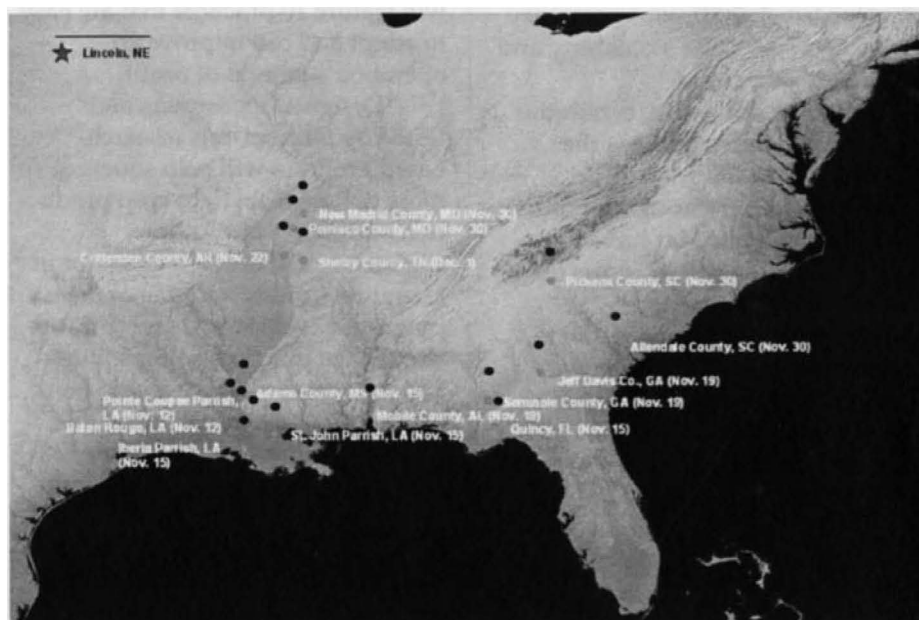 Lincoln, NE
New Madrid County, MO (Nov. 30)
Pemiseo County, MO (Nov. 30)
Crittenden County, AR (Nov. 22)
Shelby County, TN (Dec. 1)
Pickens County, SC (Nov. 30)
Allendale County, SC (Nov. 30)
Jeff Davis Co., GA (Nov. 19)
Adams County, MS (Nov. 15)
Pointe Coupee Parrish,
LA (Nov. 12)
Seminole County, GA (Nov. 19)
Mobile County, AL (Nov. 18)
Baton Rouge, LA (Nov. 12)
Quincy, FL (Nov. 15)
St. John Parrish, LA (Nov. 15)
Iberia Parrish, LA
(Nov. 15)